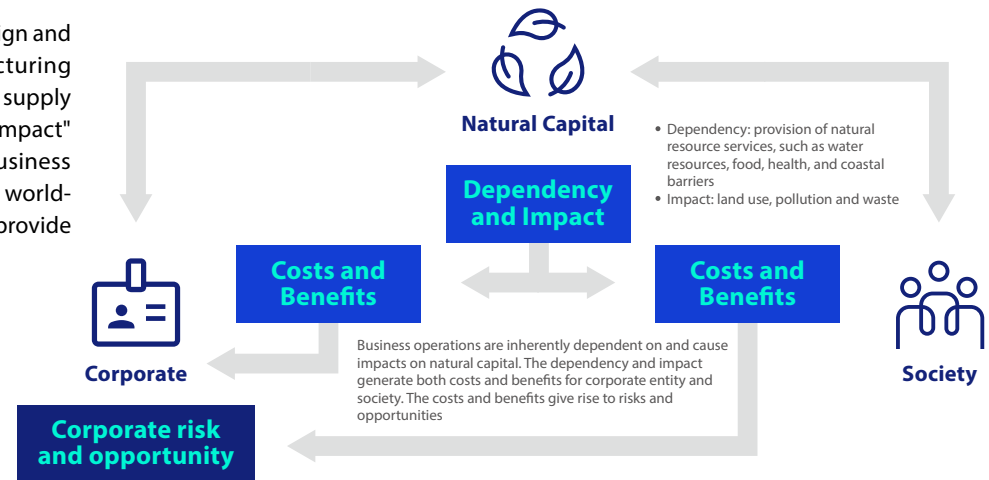 ign and
cturing
supply
mpact"
usiness
world-
provide
Natural Capital
• Dependency: provision of natural
resource services, such as water
resources, food, health, and coastal
barriers
• Impact: land use, pollution and waste
Dependency
and Impact
Costs and
Benefits
Costs and
Benefits
Business operations are inherently dependent on and cause
impacts on natural capital. The dependency and impact
generate both costs and benefits for corporate entity and
society. The costs and benefits give rise to risks and
opportunities
Corporate
Society
Corporate risk
and opportunity